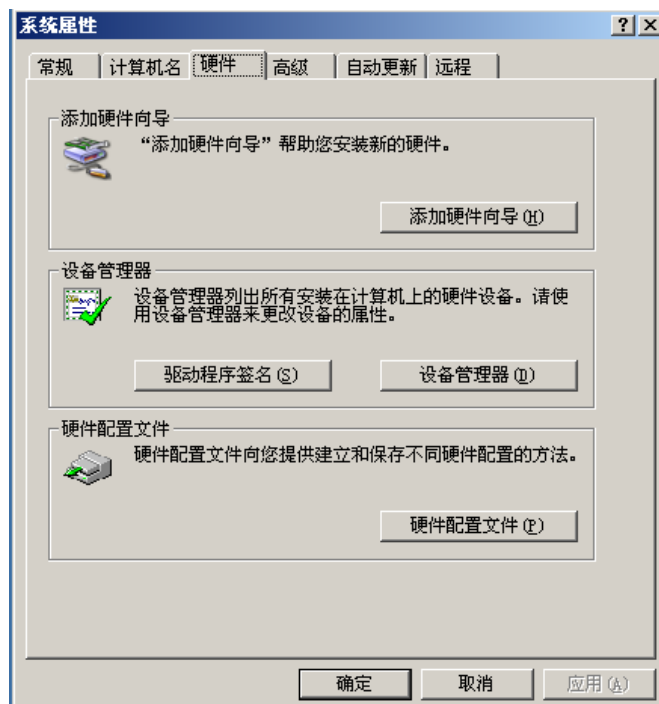 系统属性
常规 计算机名 硬件 高级 自动更新 远程
添加硬件向导
“添加硬件向导”帮助您安装新的硬件。
添加硬件向导(H)
设备管理器
设备管理器列出所有安装在计算机上的硬件设备。请使
用设备管理器来更改设备的属性。
驱动程序签名(S) 设备管理器(D)
硬件配置文件
硬件配置文件向您提供建立和保存不同硬件配置的方法。
硬件配置文件(P)
确定 取消 应用(A)